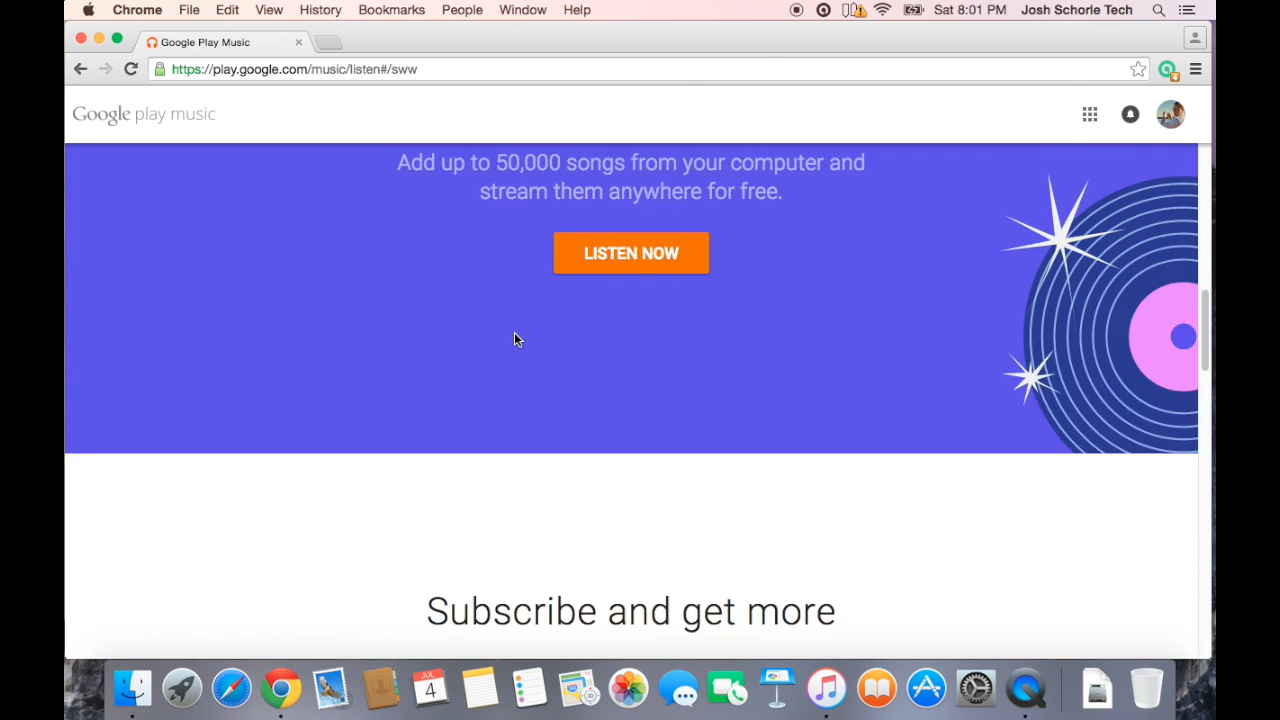 Chrome File Edit View History Bookmarks People Window Help Sat 8:01 PM Josh Schorle Tech
Google Play Music
https://play.google.com/music/listen#/sww
Google play music
Add up to 50,000 songs from your computer and
stream them anywhere for free.
LISTEN NOW
Subscribe and get more
JUL
4